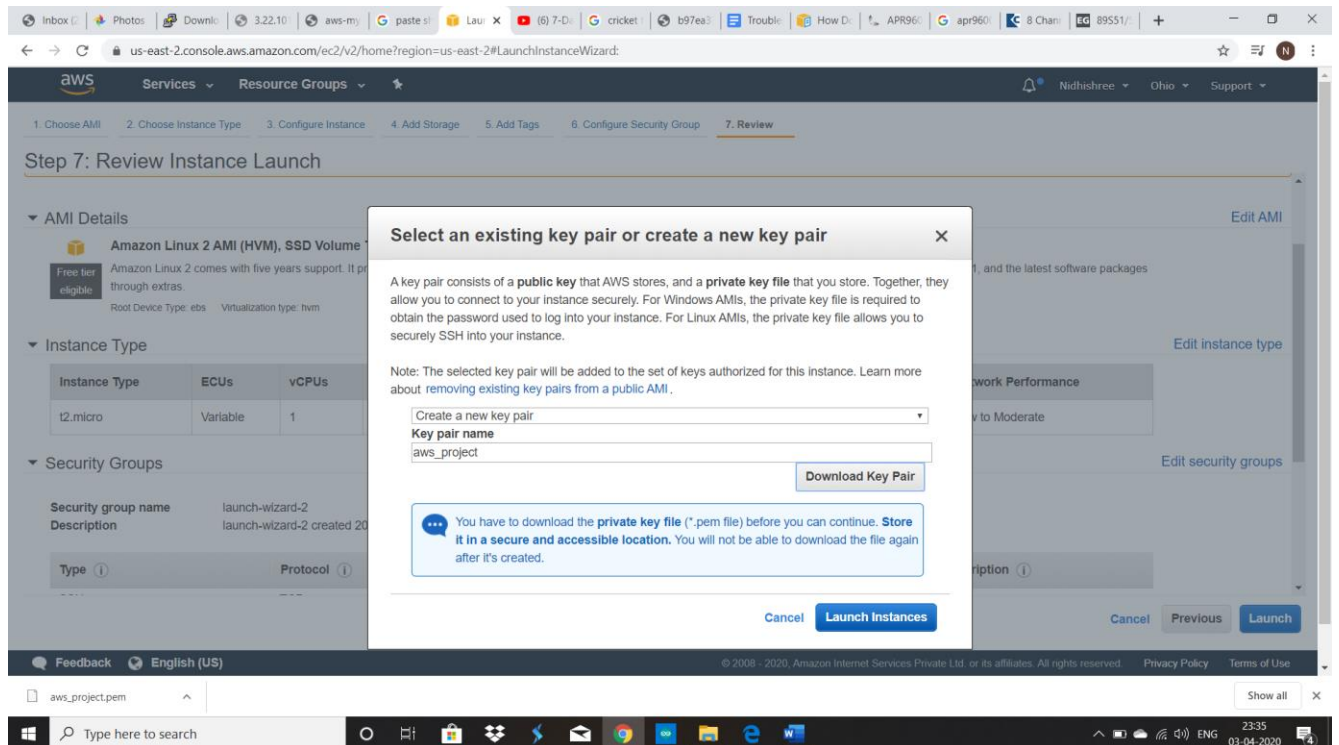 Inbox (2
Photos
Downlo
3.22.10
aws-my
paste s
Lau
(6) 7-D
cricket
b97ea3
Trouble
How D
APR960
apr960
8 Chan
89S51/
us-east-2.console.aws.amazon.com/ec2/v2/home?region=us-east-2#LaunchInstanceWizard:
N
aws Services Resource Groups Nidhishree Ohio Support
1. Choose AMI 2. Choose Instance Type 3. Configure Instance 4. Add Storage 5. Add Tags 6. Configure Security Group 7. Review
Step 7: Review Instance Launch
AMI Details Edit AMI
Amazon Linux 2 AMI (HVM), SSD Volume
Free tier eligible
Amazon Linux 2 comes with five years support. It pr 1, and the latest software packages
through extras.
Root Device Type: ebs Virtualization type: hvm
Instance Type Edit instance type
Instance Type ECUs vCPUs work Performance
t2.micro Variable 1 v to Moderate
Security Groups Edit security groups
Security group name launch-wizard-2
Description launch-wizard-2 created 20
Type Protocol ription
Select an existing key pair or create a new key pair
A key pair consists of a public key that AWS stores, and a private key file that you store. Together, they
allow you to connect to your instance securely. For Windows AMIs, the private key file is required to
obtain the password used to log into your instance. For Linux AMIs, the private key file allows you to
securely SSH into your instance.
Note: The selected key pair will be added to the set of keys authorized for this instance. Learn more
about removing existing key pairs from a public AMI.
Create a new key pair
Key pair name
aws_project
Download Key Pair
You have to download the private key file (*.pem file) before you can continue. Store
it in a secure and accessible location. You will not be able to download the file again
after it's created.
Cancel Launch Instances
Cancel Previous Launch
Feedback English (US) © 2008 - 2020, Amazon Internet Services Private Ltd. or its affiliates. All rights reserved. Privacy Policy Terms of Use
aws_project.pem Show all
Type here to search ENG 23:35
03-04-2020